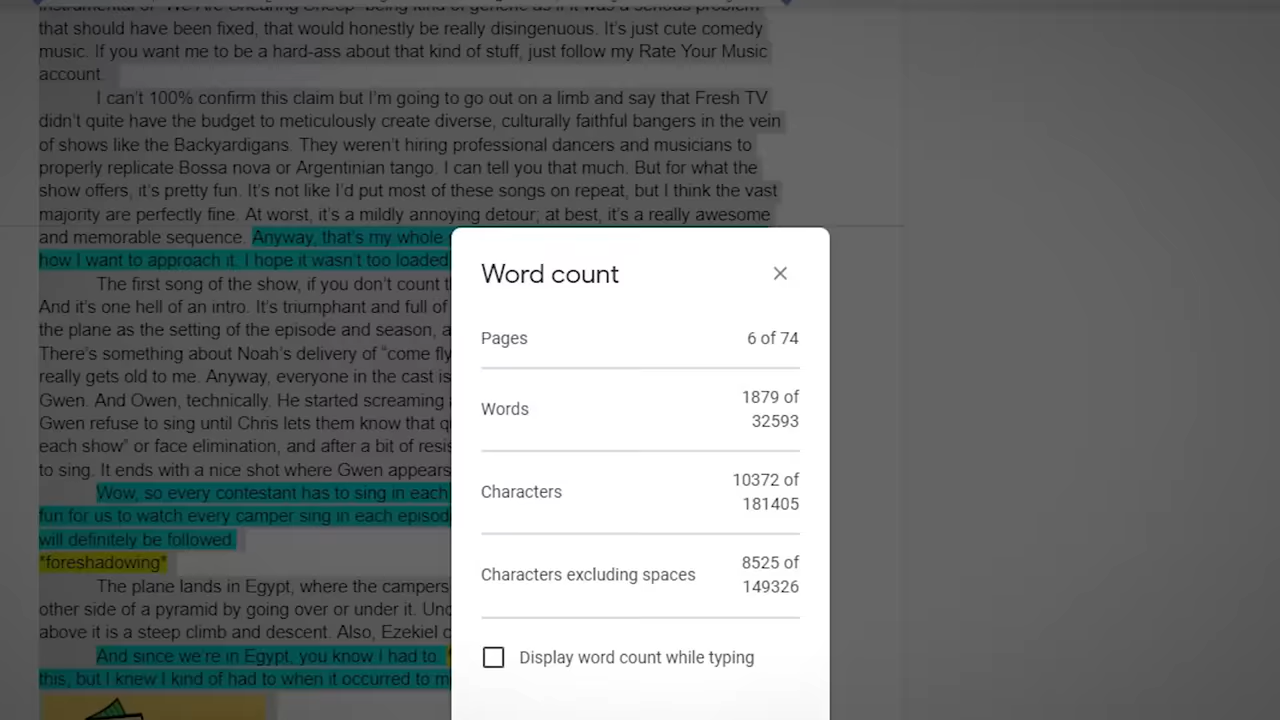 instrumental of "We Are Shearing Sheep" being kind of generic as if it was a serious problem
that should have been fixed, that would honestly be really disingenuous. It's just cute comedy
music. If you want me to be a hard-ass about that kind of stuff, just follow my Rate Your Music
account.
I can't 100% confirm this claim but I'm going to go out on a limb and say that Fresh TV
didn't quite have the budget to meticulously create diverse, culturally faithful bangers in the vein
of shows like the Backyardigans. They weren't hiring professional dancers and musicians to
properly replicate Bossa nova or Argentinian tango. I can tell you that much. But for what the
show offers, it's pretty fun. It's not like I'd put most of these songs on repeat, but I think the vast
majority are perfectly fine. At worst, it's a mildly annoying detour; at best, it's a really awesome
and memorable sequence. Anyway, that's my whole
how I want to approach it. I hope it wasn't too loaded
The first song of the show, if you don't count
And it's one hell of an intro. It's triumphant and full of
the plane as the setting of the episode and season,
There's something about Noah's delivery of "come fly
really gets old to me. Anyway, everyone in the cast is
Gwen. And Owen, technically. He started screaming
Gwen refuse to sing until Chris lets them know that
each show" or face elimination, and after a bit of
to sing. It ends with a nice shot where Gwen appears
Wow, so every contestant has to sing in each
fun for us to watch every camper sing in each
will definitely be followed.
*foreshadowing*
The plane lands in Egypt, where the campers
other side of a pyramid by going over or under it.
above it is a steep climb and descent. Also, Ezekiel
And since we're in Egypt, you know I had to.
this, but I knew I kind of had to when it occurred to
Word count
Pages 6 of 74
Words 1879 of
32593
Characters 10372 of
181405
Characters excluding spaces 8525 of
149326
Display word count while typing